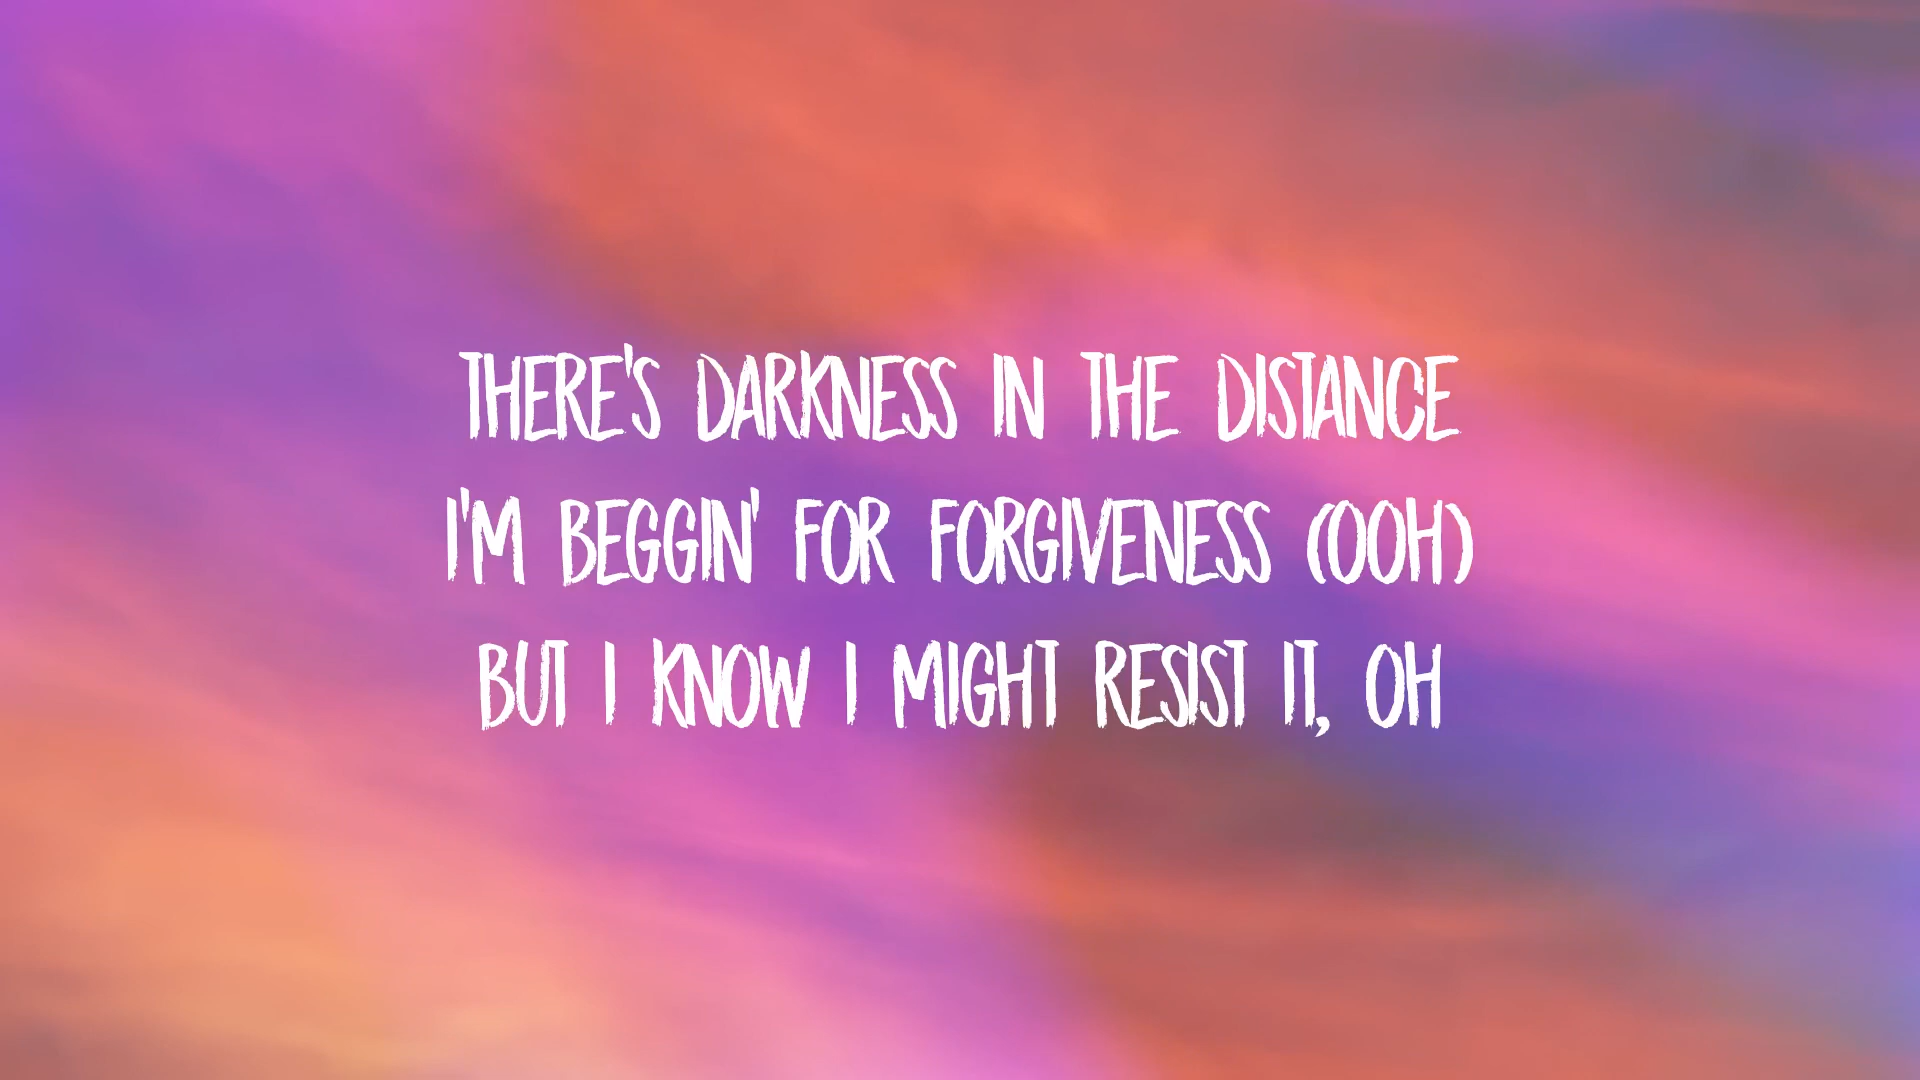 THERE'S DARKNESS IN THE DISTANCE
I'M BEGGIN' FOR FORGIVENESS (OOH)
BUT I KNOW I MIGHT RESIST IT, OH